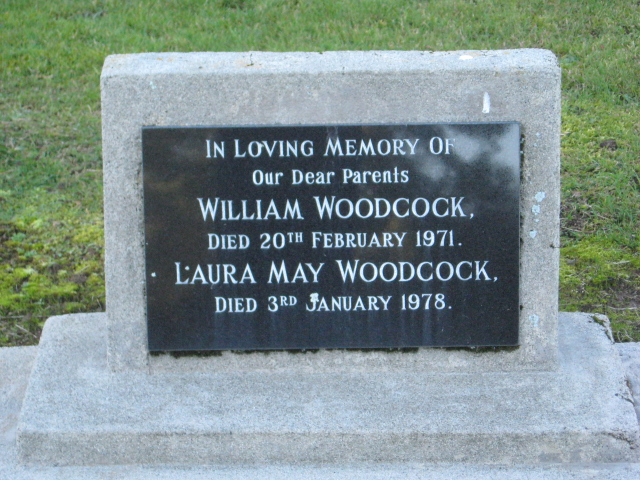 IN LOVING MEMORY OF
Our Dear Parents
WILLIAM WOODCOCK,
DIED 20TH FEBRUARY 1971.
LAURA MAY WOODCOCK,
DIED 3RD JANUARY 1978.